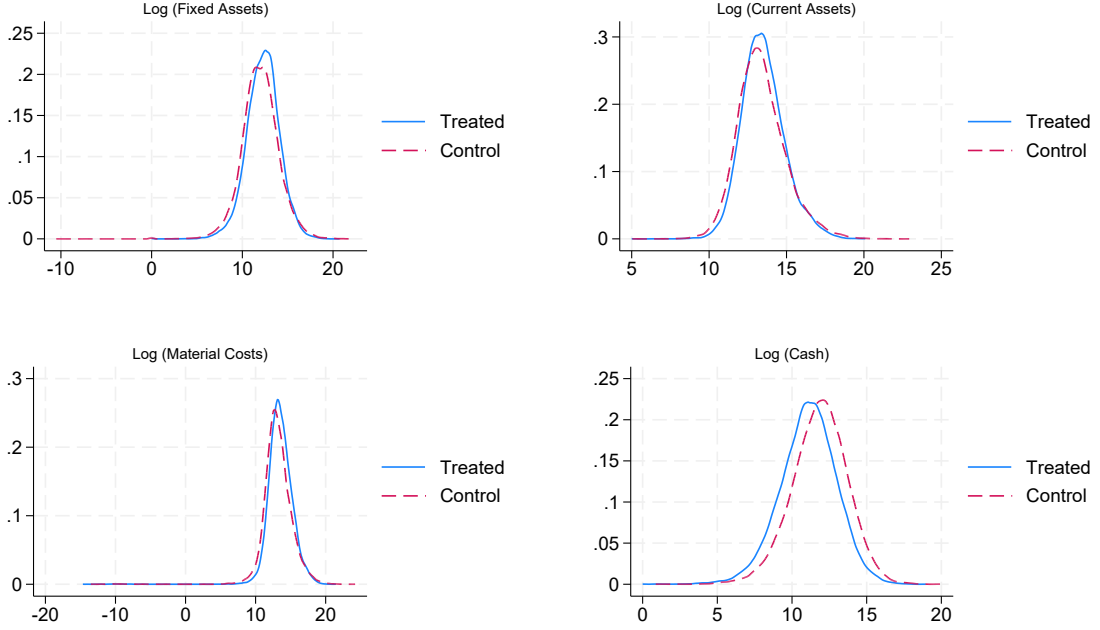 Log (Fixed Assets)
.25
.2
.15
.1
.05
0
-10 0 10 20
Treated
Control
Log (Current Assets)
.3
.2
.1
0
5 10 15 20 25
Treated
Control
Log (Material Costs)
.3
.2
.1
0
-20 -10 0 10 20
Treated
Control
Log (Cash)
.25
.2
.15
.1
.05
0
0 5 10 15 20
Treated
Control